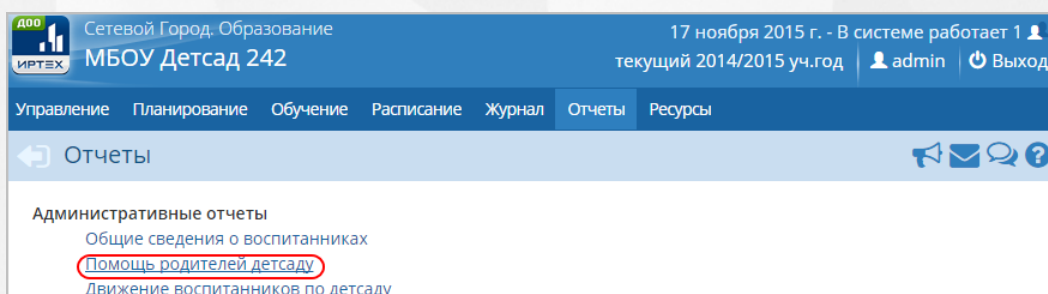 ДОО
ИРТЕХ
Сетевой Город. Образование
МБОУ Детсад 242
17 ноября 2015 г. - В системе работает 1
текущий 2014/2015 уч.год admin Выход
Управление Планирование Обучение Расписание Журнал Отчеты Ресурсы
Отчеты
Административные отчеты
Общие сведения о воспитанниках
Помощь родителей детсаду
Движение воспитанников по детсаду